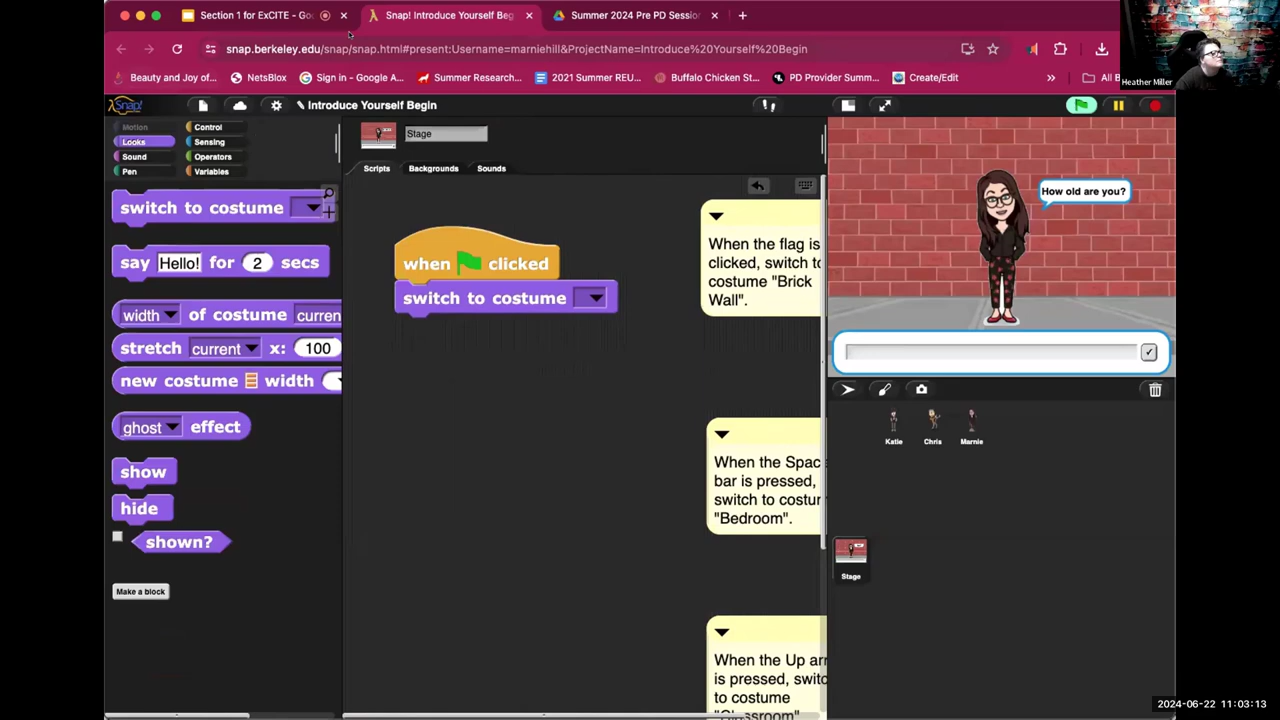 Section 1 for ExCITE - Goo
Snap! Introduce Yourself Beg
Summer 2024 Pre PD Sessio
snap.berkeley.edu/snap/snap.html#present:Username=marniehill&ProjectName=Introduce%20Yourself%20Begin
Beauty and Joy of...
NetsBlox
Sign in - Google A...
Summer Research...
2021 Summer REU...
Buffalo Chicken St...
PD Provider Summ...
Create/Edit
All B
Heather Miller
Snap!
Introduce Yourself Begin
Motion
Control
Looks
Sensing
Sound
Operators
Pen
Variables
Stage
Scripts
Backgrounds
Sounds
switch to costume
say Hello! for 2 secs
width of costume curren
stretch current x: 100
new costume width
ghost effect
show
hide
shown?
Make a block
when clicked
switch to costume
When the flag is
clicked, switch to
costume "Brick
Wall".
When the Spac
bar is pressed,
switch to costur
"Bedroom".
When the Up arr
is pressed, switc
to costume
"Classroom"
How old are you?
Katie
Chris
Marnie
Stage
2024-06-22 11:03:13